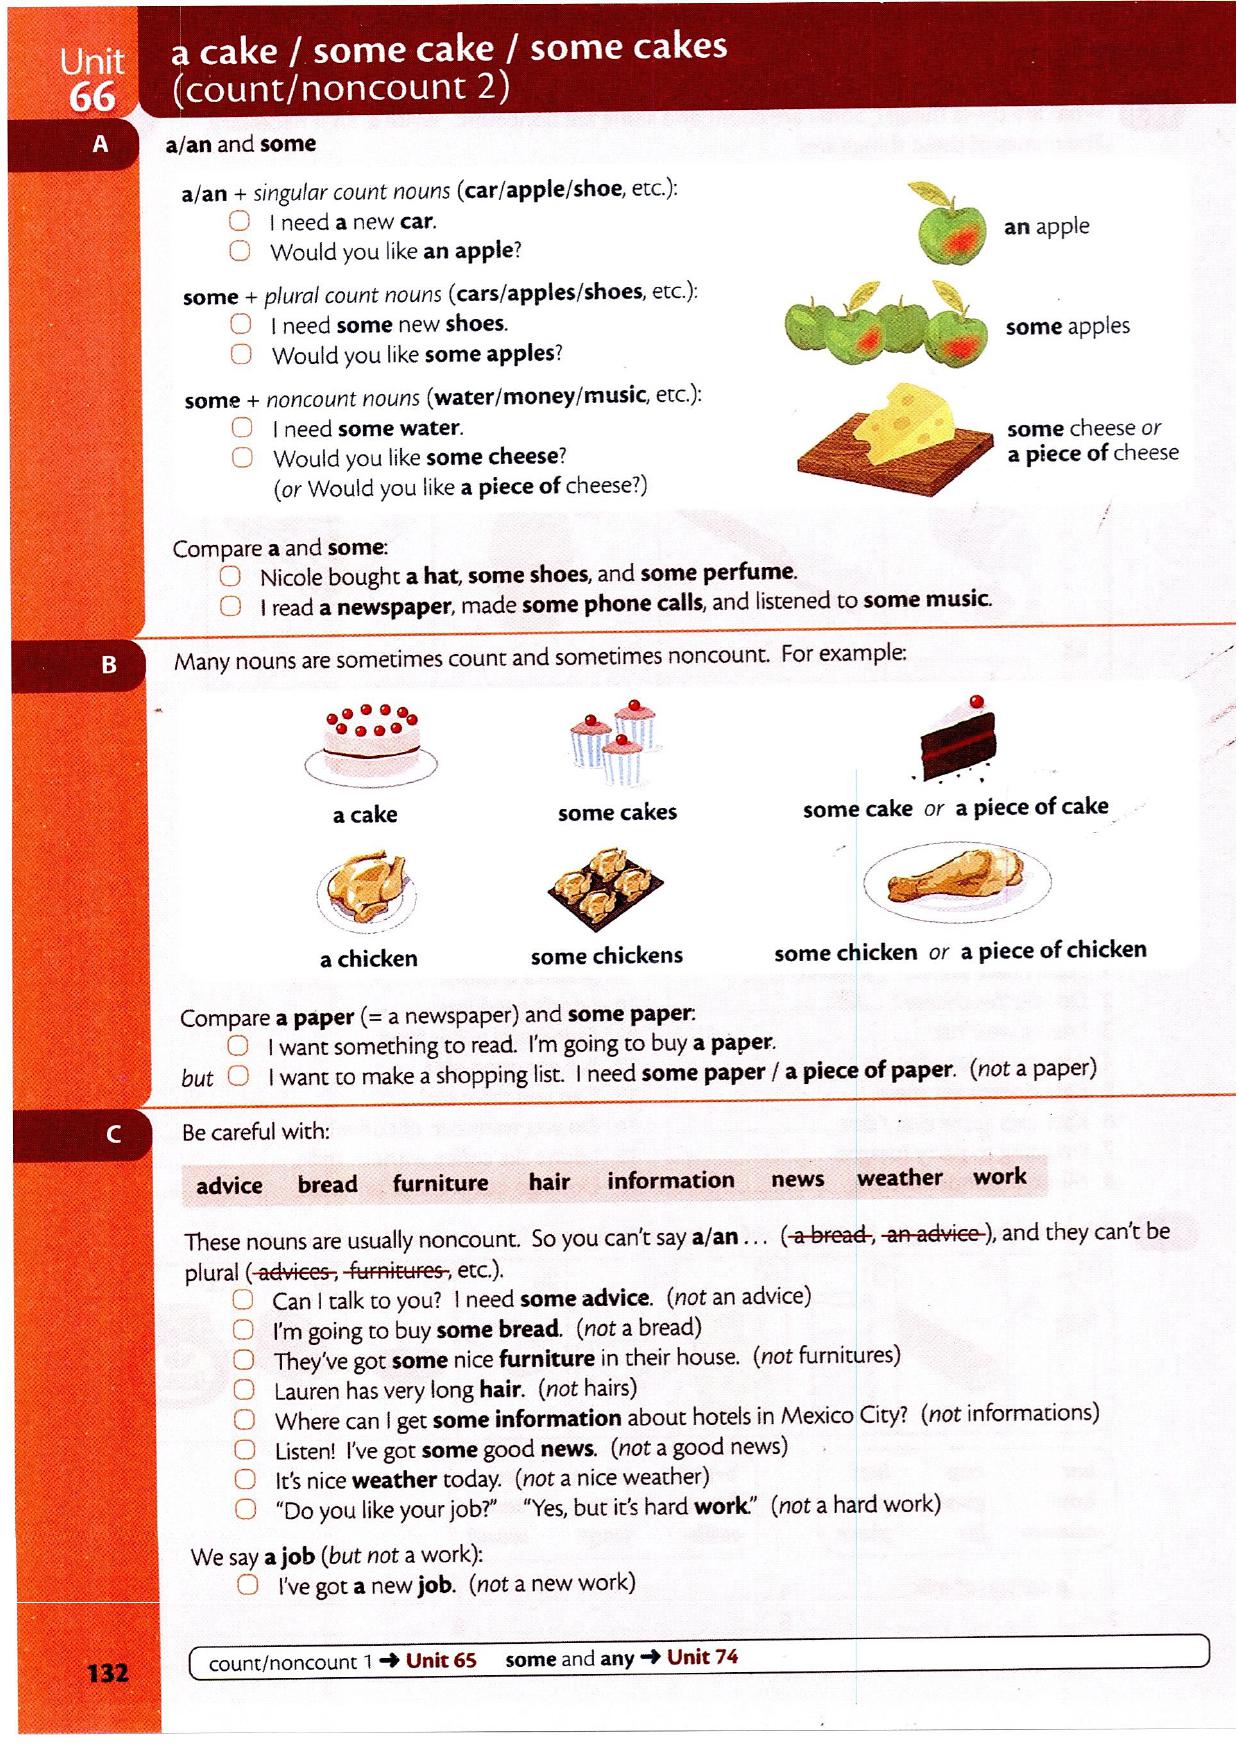 Unit
66
a cake / some cake / some cakes
(count/noncount 2)
A
a/an and some
a/an + singular count nouns (car/apple/shoe, etc.):
I need a new car.
Would you like an apple?
an apple
some + plural count nouns (cars/apples/shoes, etc.):
I need some new shoes.
Would you like some apples?
some apples
some + noncount nouns (water/money/music, etc.):
I need some water.
Would you like some cheese?
(or Would you like a piece of cheese?)
some cheese or
a piece of cheese
Compare a and some:
Nicole bought a hat, some shoes, and some perfume.
I read a newspaper, made some phone calls, and listened to some music.
B
Many nouns are sometimes count and sometimes noncount. For example:
a cake
some cakes
some cake or a piece of cake
a chicken
some chickens
some chicken or a piece of chicken
Compare a paper (= a newspaper) and some paper:
I want something to read. I'm going to buy a paper.
but I want to make a shopping list. I need some paper / a piece of paper. (not a paper)
C
Be careful with:
advice bread furniture hair information news weather work
These nouns are usually noncount. So you can't say a/an ... (a bread, an advice), and they can't be
plural (advices, furnitures, etc.).
Can I talk to you? I need some advice. (not an advice)
I'm going to buy some bread. (not a bread)
They've got some nice furniture in their house. (not furnitures)
Lauren has very long hair. (not hairs)
Where can I get some information about hotels in Mexico City? (not informations)
Listen! I've got some good news. (not a good news)
It's nice weather today. (not a nice weather)
"Do you like your job?" "Yes, but it's hard work." (not a hard work)
We say a job (but not a work):
I've got a new job. (not a new work)
132
count/noncount 1 → Unit 65 some and any → Unit 74